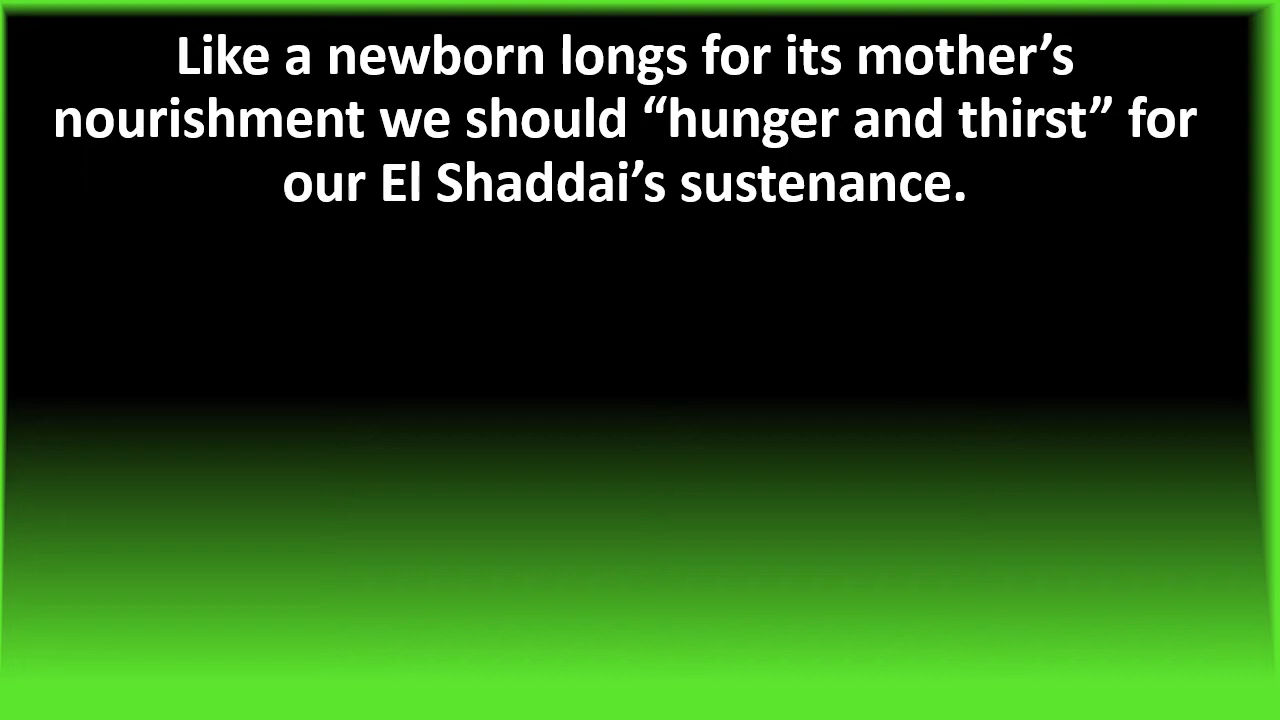 Like a newborn longs for its mother’s
nourishment we should “hunger and thirst” for
our El Shaddai’s sustenance.